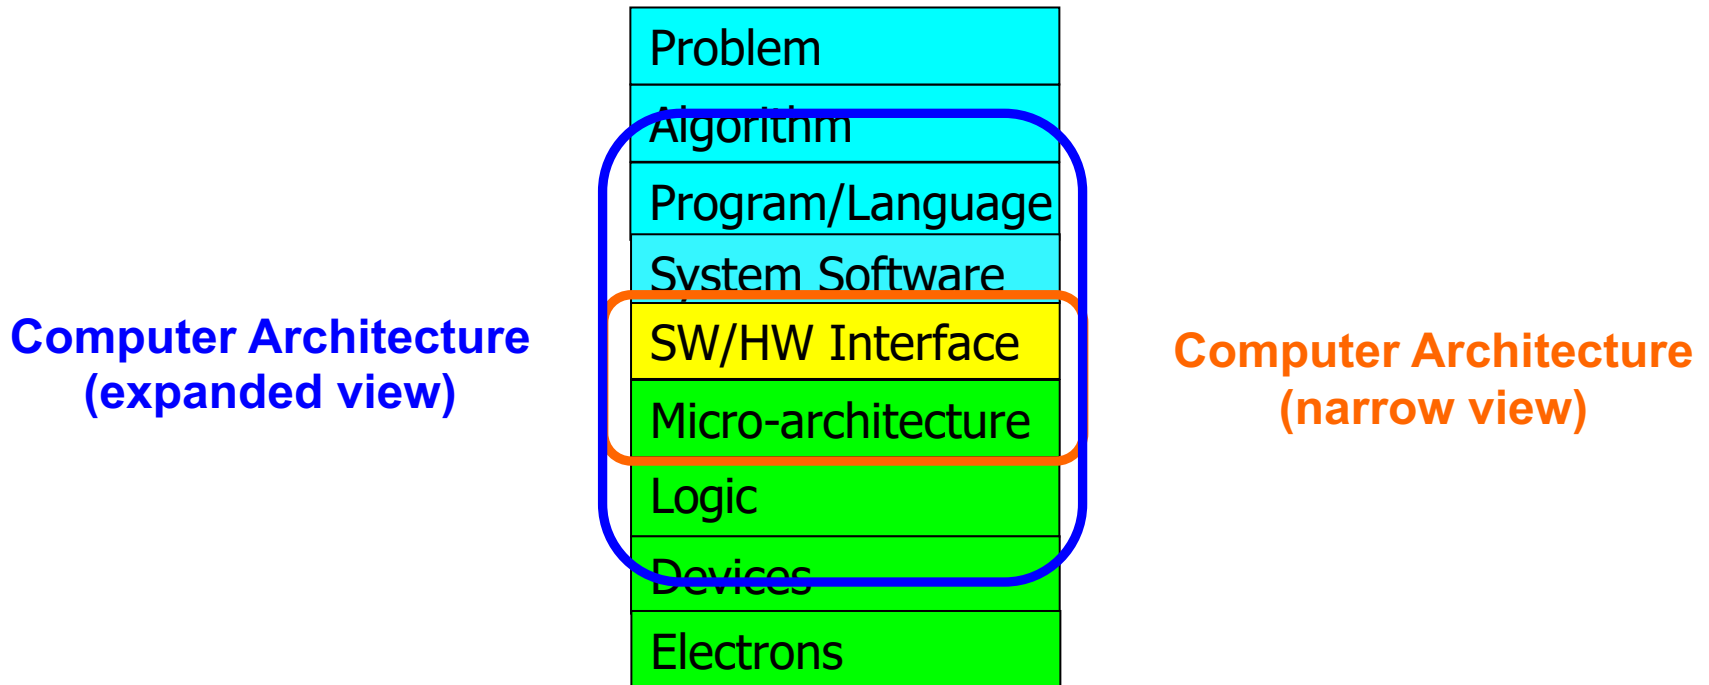 Problem
Algorithm
Program/Language
System Software
SW/HW Interface
Micro-architecture
Logic
Devices
Electrons
Computer Architecture
(expanded view)
Computer Architecture
(narrow view)